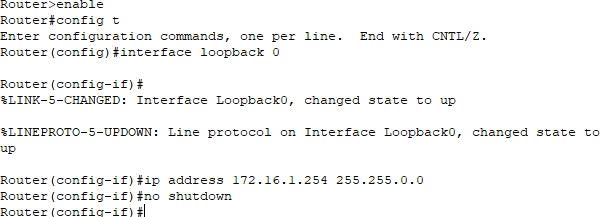 Router>enable
Router#config t
Enter configuration commands, one per line.  End with CNTL/Z.
Router(config)#interface loopback 0
Router(config-if)#
%LINK-5-CHANGED: Interface Loopback0, changed state to up
%LINEPROTO-5-UPDOWN: Line protocol on Interface Loopback0, changed state to
up
Router(config-if)#ip address 172.16.1.254 255.255.0.0
Router(config-if)#no shutdown
Router(config-if)#